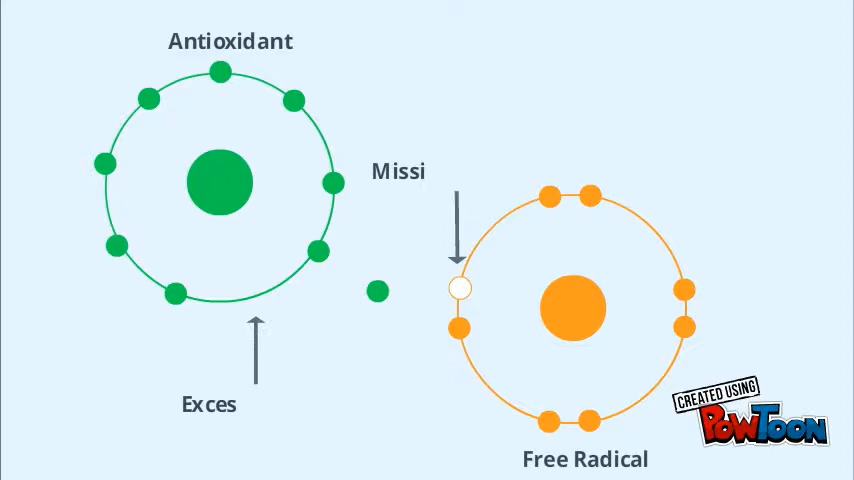 Antioxidant
Missi
Exces
Free Radical
CREATED USING
POWTOON